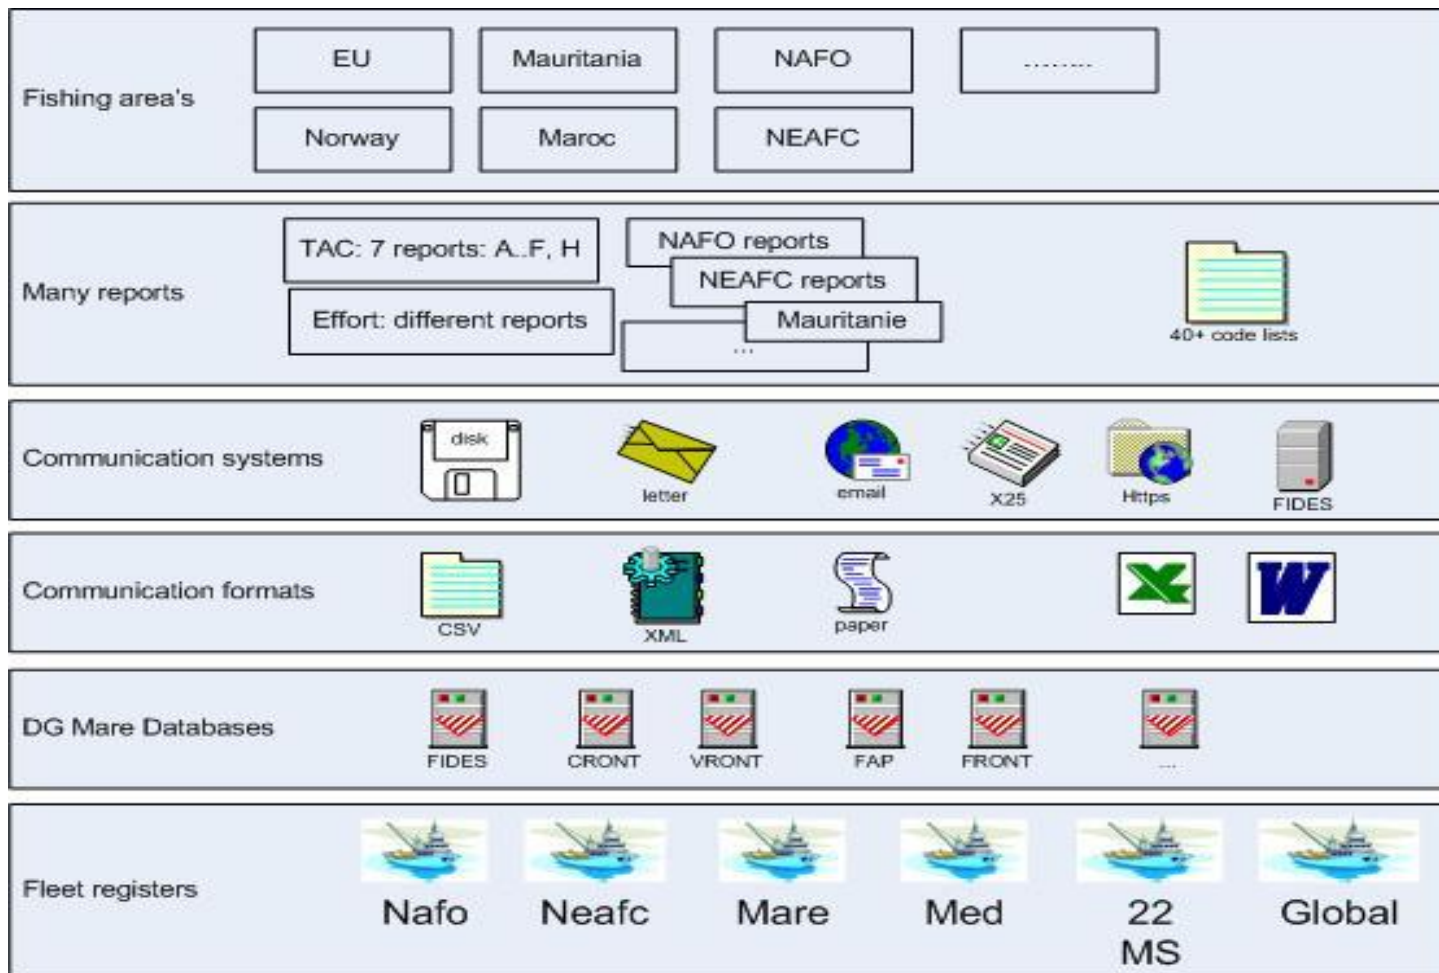 Fishing area's
EU
Mauritania
NAFO
........
Norway
Maroc
NEAFC
Many reports
TAC: 7 reports: A..F, H
Effort: different reports
NAFO reports
NEAFC reports
Mauritanie
...
40+ code lists
Communication systems
disk
letter
email
X25
Https
FIDES
Communication formats
CSV
XML
paper
X
W
DG Mare Databases
FIDES
CRONT
VRONT
FAP
FRONT
...
Fleet registers
Nafo
Neafc
Mare
Med
22
MS
Global